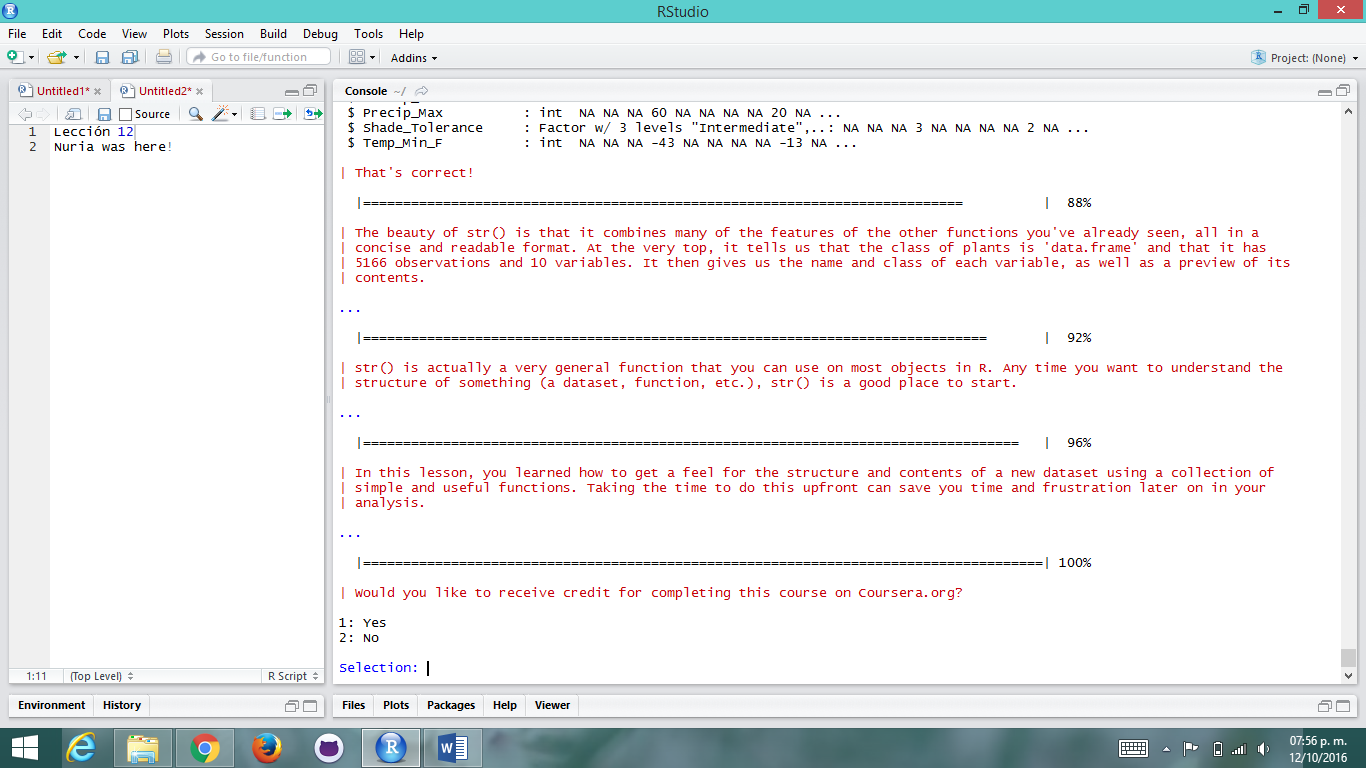 RStudio
File Edit Code View Plots Session Build Debug Tools Help
Go to file/function Addins Project: (None)
Untitled1* Untitled2*
Source
1 Lección 12
2 Nuria was here!
1:11 (Top Level) R Script
Environment History
Console ~/
$ Precip_Max : int NA NA NA 60 NA NA NA NA 20 NA ...
$ Shade_Tolerance : Factor w/ 3 levels "Intermediate",..: NA NA NA 3 NA NA NA NA 2 NA ...
$ Temp_Min_F : int NA NA NA -43 NA NA NA NA -13 NA ...
| That's correct!
|===========================================================================          | 88%
| The beauty of str() is that it combines many of the features of the other functions you've already seen, all in a
| concise and readable format. At the very top, it tells us that the class of plants is 'data.frame' and that it has
| 5166 observations and 10 variables. It then gives us the name and class of each variable, as well as a preview of its
| contents.
...
|==============================================================================       | 92%
| str() is actually a very general function that you can use on most objects in R. Any time you want to understand the
| structure of something (a dataset, function, etc.), str() is a good place to start.
...
|==================================================================================   | 96%
| In this lesson, you learned how to get a feel for the structure and contents of a new dataset using a collection of
| simple and useful functions. Taking the time to do this upfront can save you time and frustration later on in your
| analysis.
...
|=====================================================================================| 100%
| Would you like to receive credit for completing this course on Coursera.org?
1: Yes
2: No
Selection:
Files Plots Packages Help Viewer
07:56 p. m.
12/10/2016